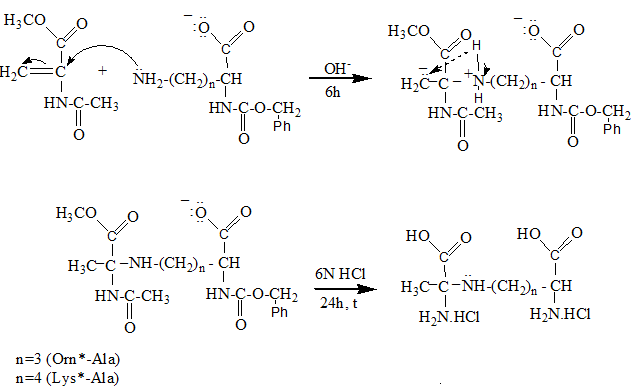 H₃CO O
C
H₂C=C
HN-C-CH₃
O
+
− :Ö O
C
N̈H₂-(CH₂)n-CH
HN-C-O-CH₂
O Ph
OH⁻
6h
H₃CO O H
C
H₂C̈⁻-C-N⁺-(CH₂)n-CH
H
HN-C-CH₃
O
− :Ö O
C
HN-C-O-CH₂
O Ph
H₃CO O
C
H₃C-C-NH-(CH₂)n-CH
HN-C-CH₃
O
− :Ö O
C
HN-C-O-CH₂
O Ph
6N HCl
24h, t
HO O HO O
C C
H₃C-C-N̈H-(CH₂)n-CH
H₂N.HCl H₂N.HCl
n=3 (Orn*-Ala)
n=4 (Lys*-Ala)